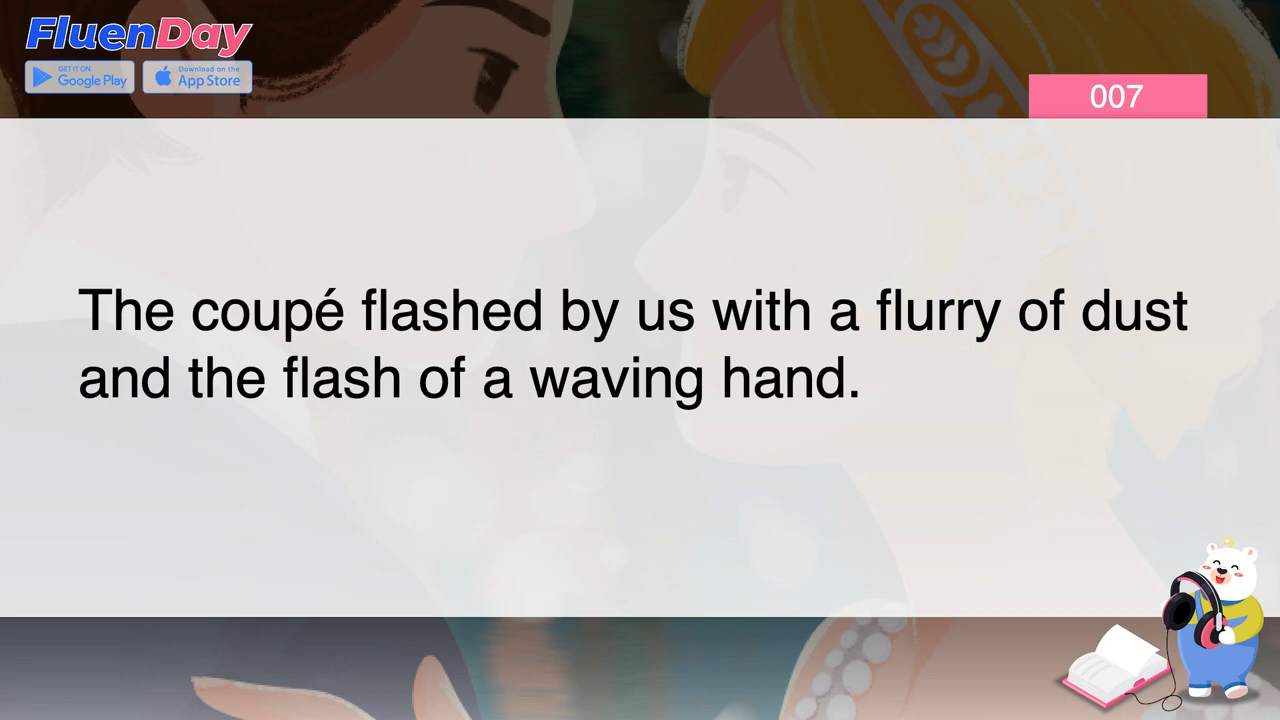 FluenDay
GET IT ON
Google Play
Download on the
App Store
007
The coupé flashed by us with a flurry of dust
and the flash of a waving hand.